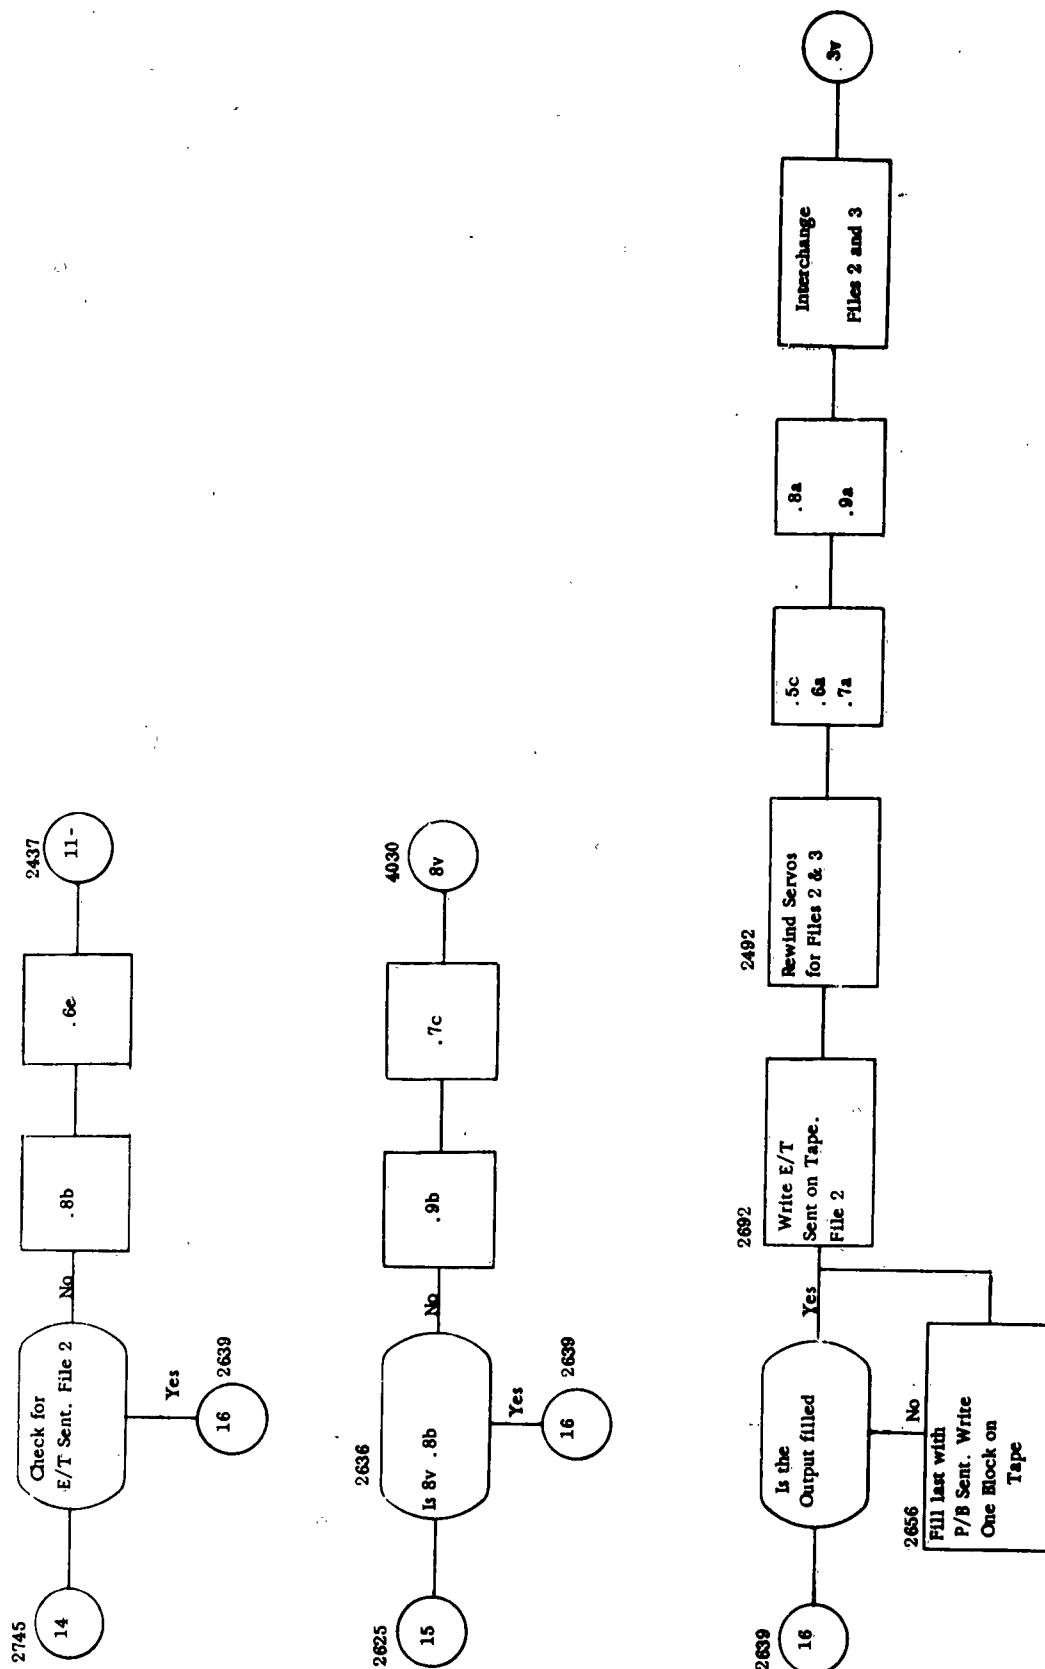 2745
14
Check for
E/T Sent. File 2
No
.8b
.6e
2437
11-
Yes
2639
16
2625
15
2636
Is 8v .8b
No
.9b
.7c
4030
8v
Yes
2639
16
2639
16
Is the
Output filled
Yes
No
2656
Fill last with
P/B Sent. Write
One Block on
Tape
2692
Write E/T
Sent on Tape.
File 2
2492
Rewind Servos
for Files 2 & 3
.5c
.6a
.7a
.8a
.9a
Interchange
Files 2 and 3
3v